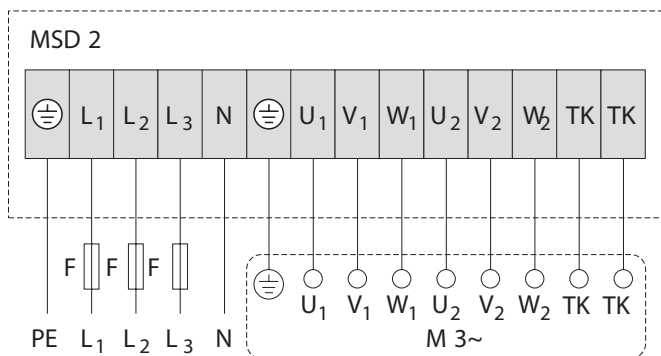 MSD 2
L1 L2 L3 N U1 V1 W1 U2 V2 W2 TK TK
F F F
U1 V1 W1 U2 V2 W2 TK TK
PE L1 L2 L3 N M 3~